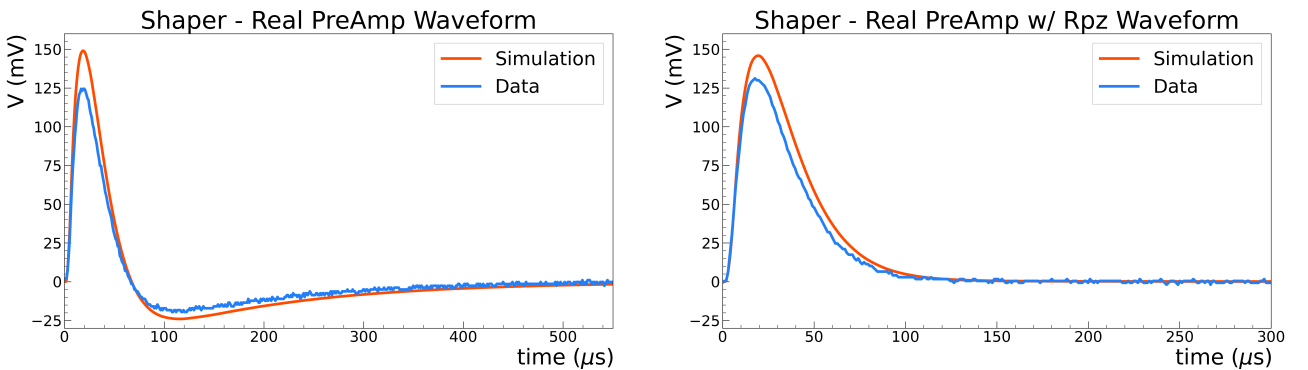 Shaper - Real PreAmp Waveform
V (mV)
150
125
100
75
50
25
0
−25
Simulation
Data
0 100 200 300 400 500
time (μs)
Shaper - Real PreAmp w/ Rpz Waveform
V (mV)
150
125
100
75
50
25
0
−25
Simulation
Data
0 50 100 150 200 250 300
time (μs)